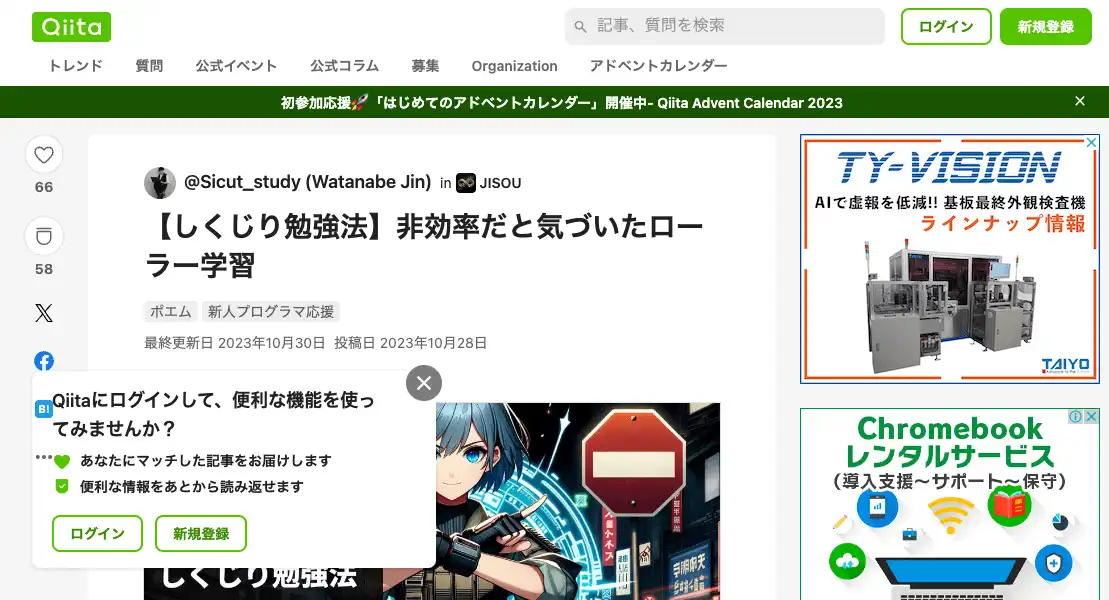 Qiita
記事、質問を検索
ログイン
新規登録
トレンド
質問
公式イベント
公式コラム
募集
Organization
アドベントカレンダー
初参加応援🚀「はじめてのアドベントカレンダー」開催中- Qiita Advent Calendar 2023
66
58
@Sicut_study (Watanabe Jin) in JISOU
【しくじり勉強法】非効率だと気づいたロー
ラー学習
ポエム 新人プログラマ応援
最終更新日 2023年10月30日 投稿日 2023年10月28日
B!
Qiitaにログインして、便利な機能を使っ
てみませんか？
あなたにマッチした記事をお届けします
便利な情報をあとから読み返せます
ログイン
新規登録
しくじり勉強法
TY-VISION
AIで虚報を低減!! 基板最終外観検査機
ラインナップ情報
TAIYO
Chromebook
レンタルサービス
（導入支援～サポート～保守）